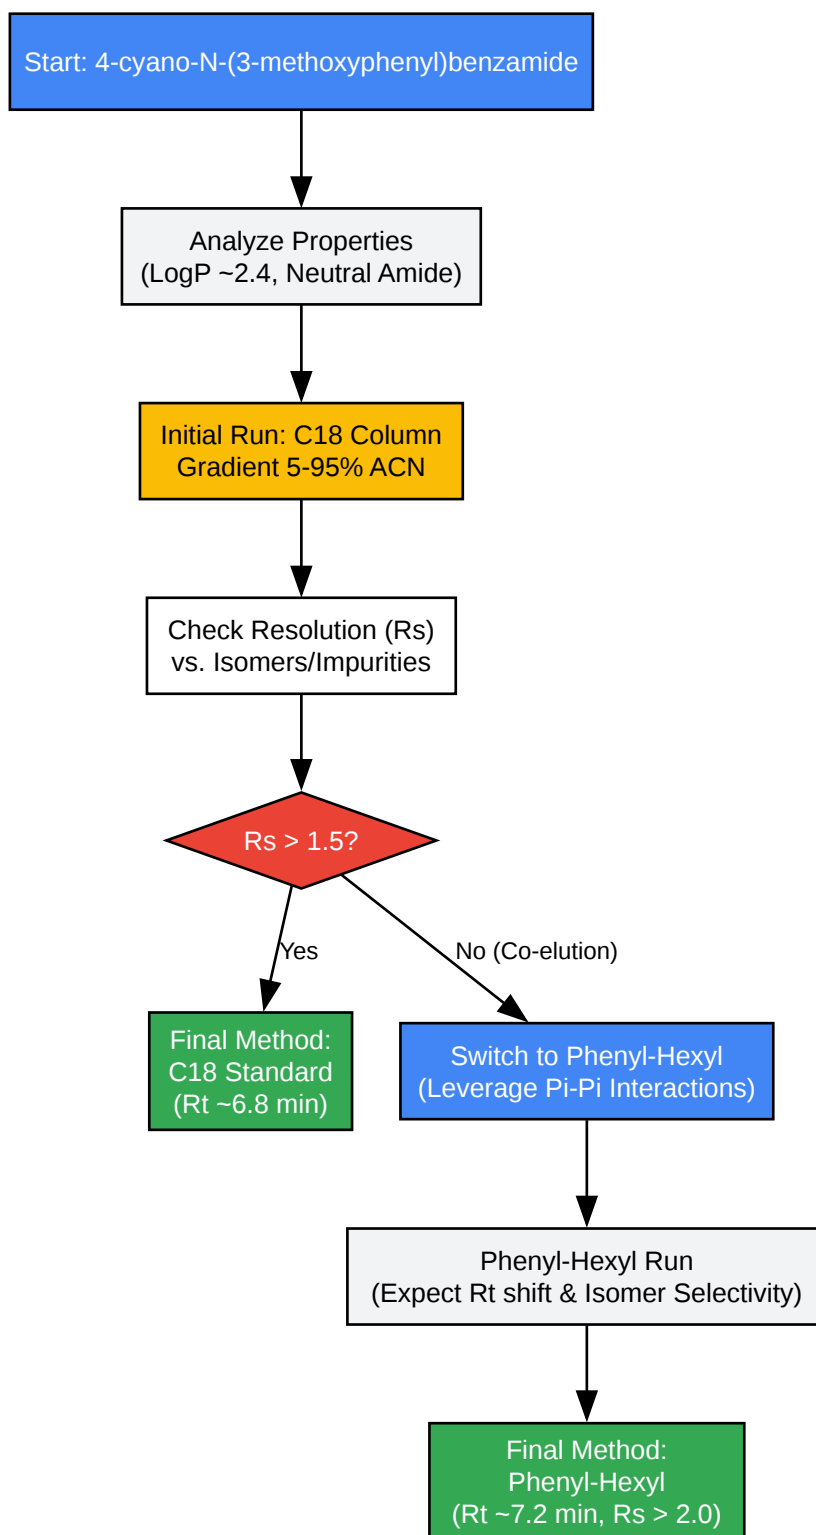 Start: 4-cyano-N-(3-methoxyphenyl)benzamide
Analyze Properties
(LogP ~2.4, Neutral Amide)
Initial Run: C18 Column
Gradient 5-95% ACN
Check Resolution (Rs)
vs. Isomers/Impurities
Rs > 1.5?
Yes
No (Co-elution)
Final Method:
C18 Standard
(Rt ~6.8 min)
Switch to Phenyl-Hexyl
(Leverage Pi-Pi Interactions)
Phenyl-Hexyl Run
(Expect Rt shift & Isomer Selectivity)
Final Method:
Phenyl-Hexyl
(Rt ~7.2 min, Rs > 2.0)